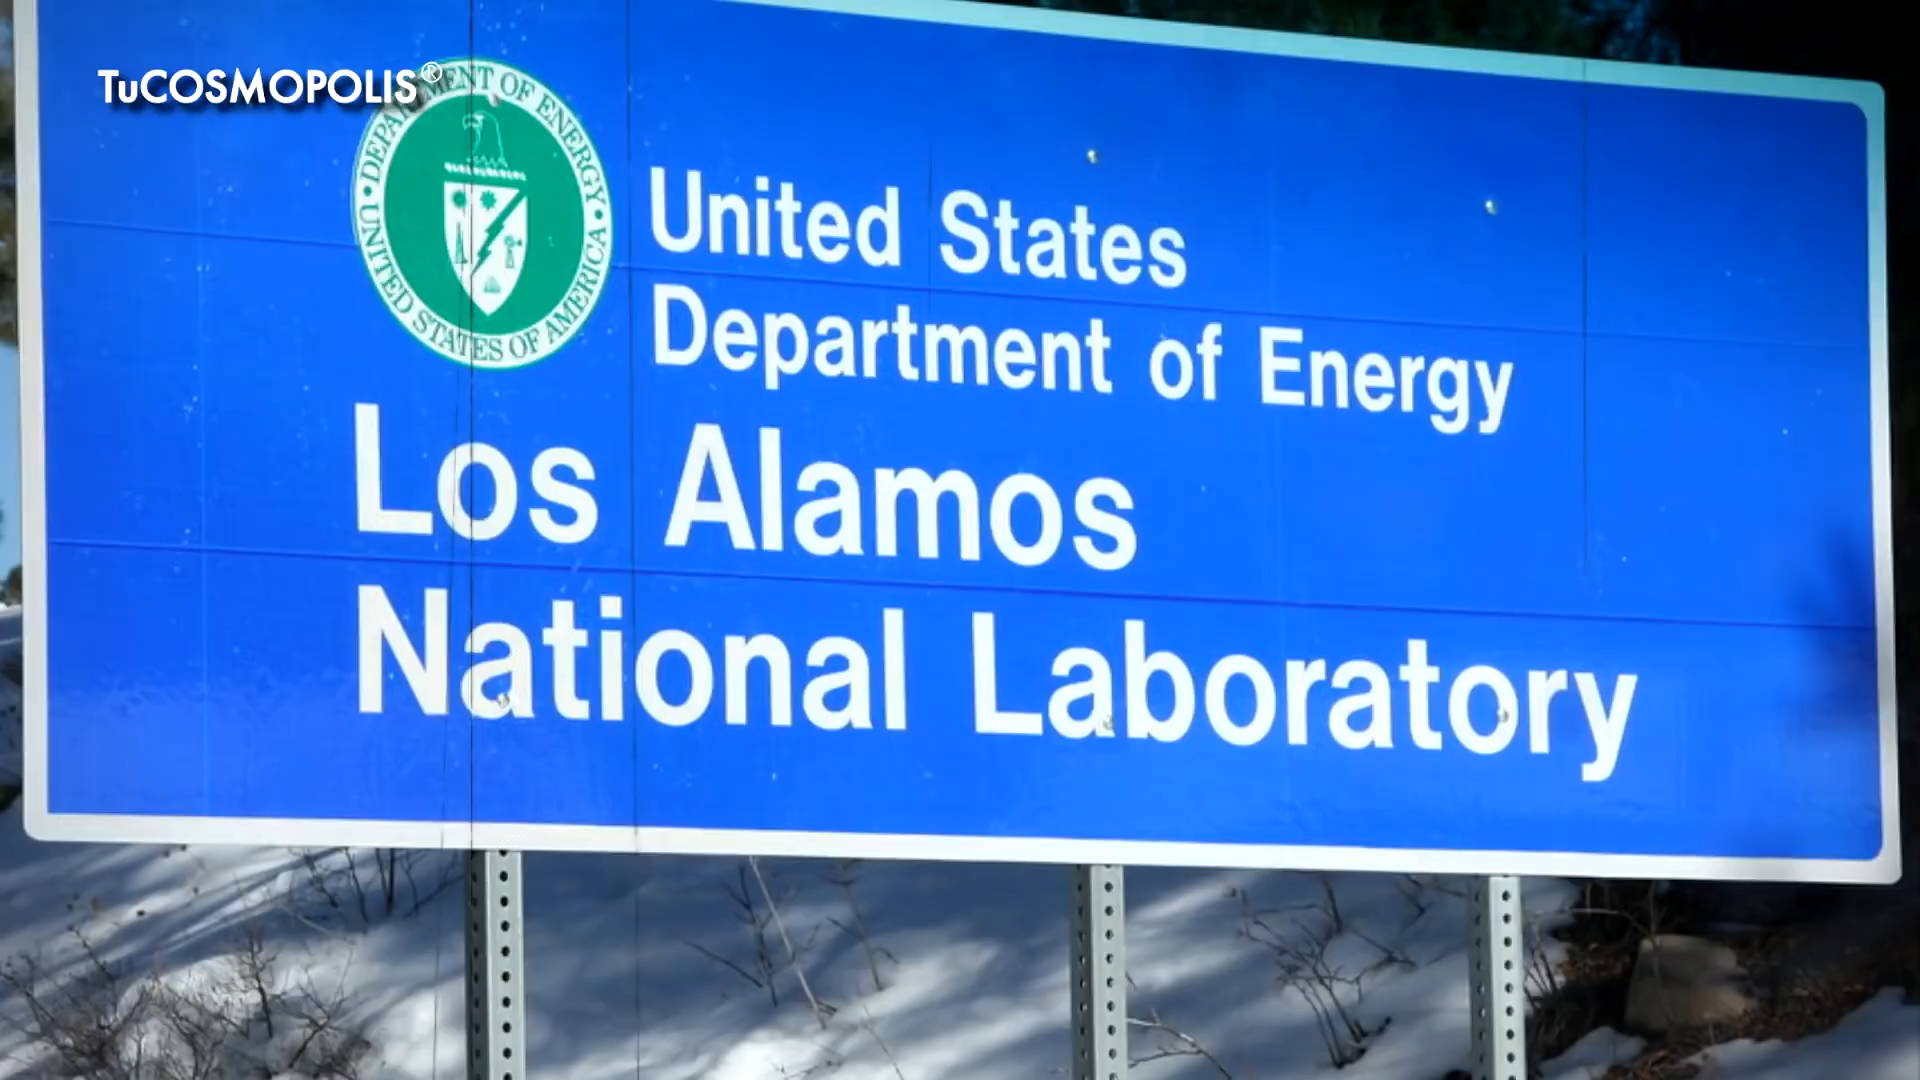 TuCOSMOPOLIS®
DEPARTMENT OF ENERGY
UNITED STATES OF AMERICA
United States
Department of Energy
Los Alamos
National Laboratory